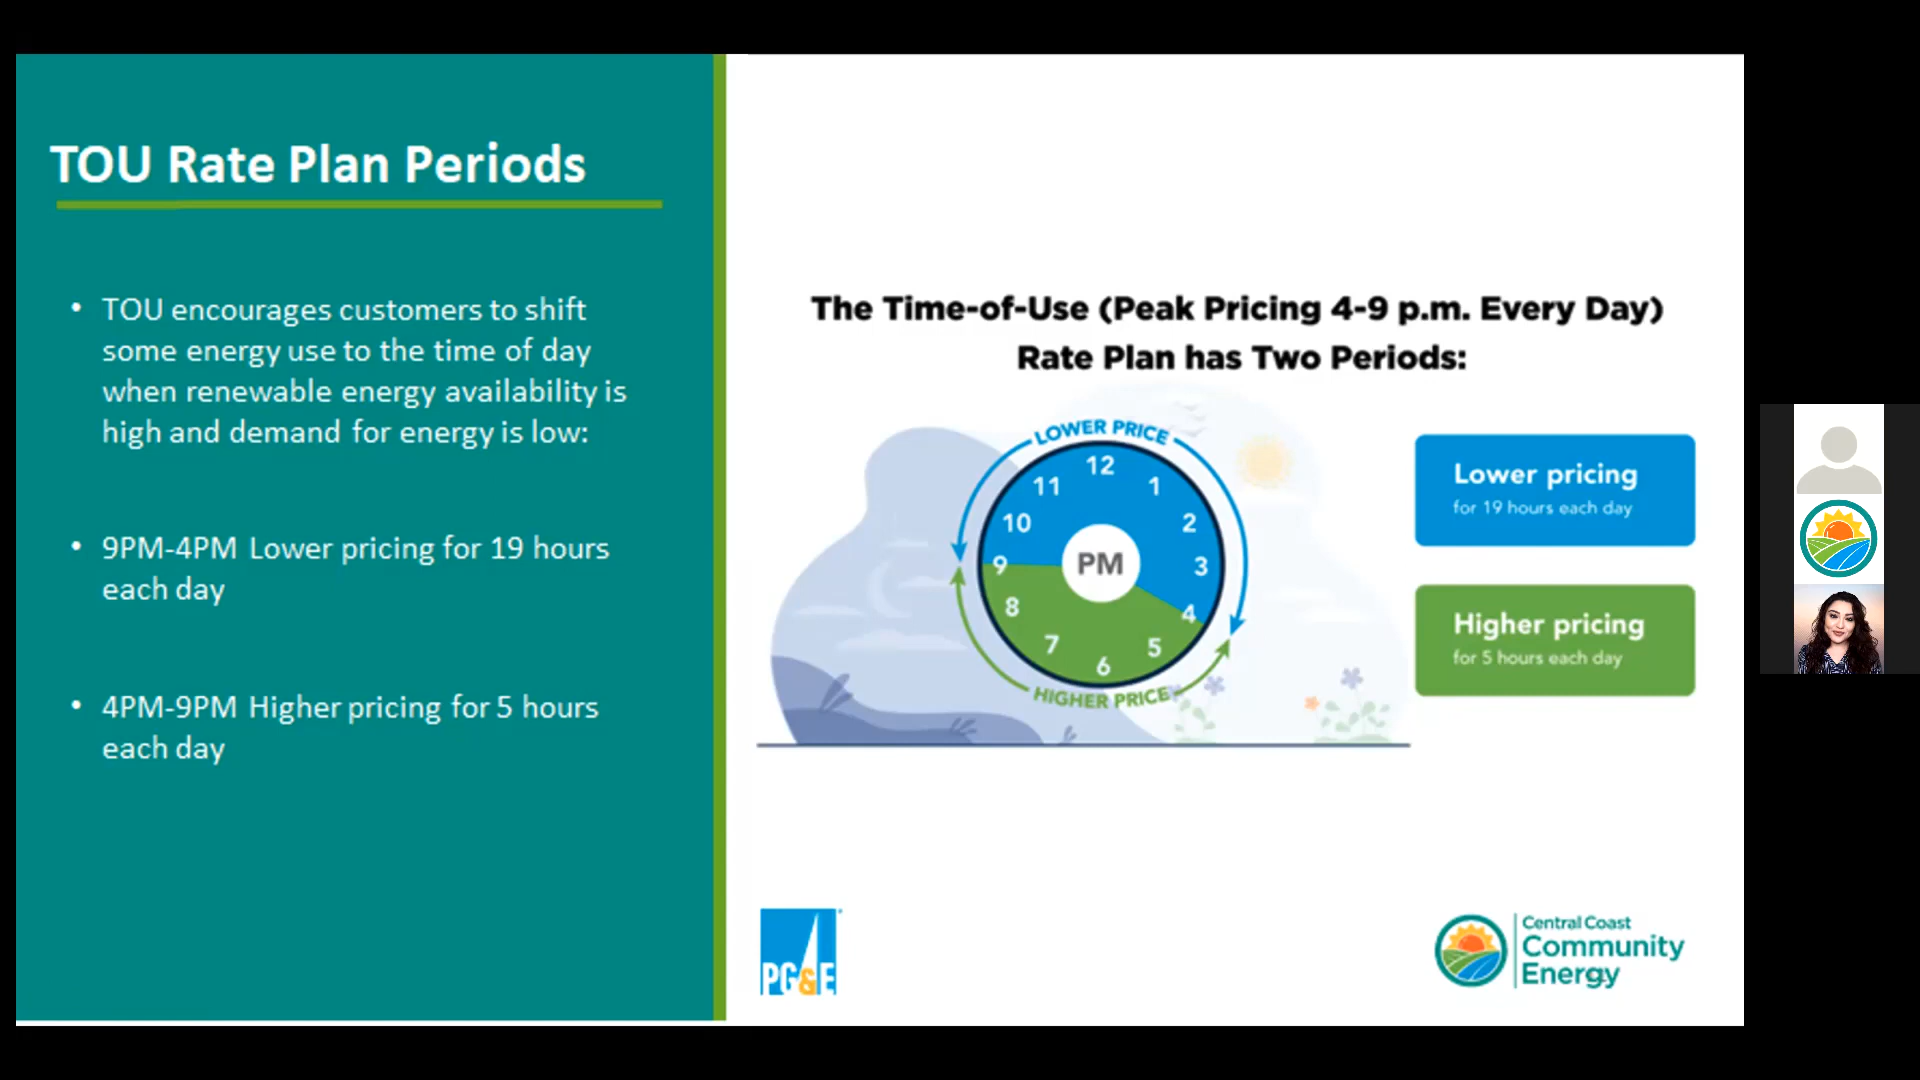 TOU Rate Plan Periods
• TOU encourages customers to shift
some energy use to the time of day
when renewable energy availability is
high and demand for energy is low:
• 9PM-4PM Lower pricing for 19 hours
each day
• 4PM-9PM Higher pricing for 5 hours
each day
The Time-of-Use (Peak Pricing 4-9 p.m. Every Day)
Rate Plan has Two Periods:
LOWER PRICE
12
1
2
3
4
5
6
7
8
9
10
11
PM
HIGHER PRICE
Lower pricing
for 19 hours each day
Higher pricing
for 5 hours each day
PG&E
Central Coast
Community
Energy